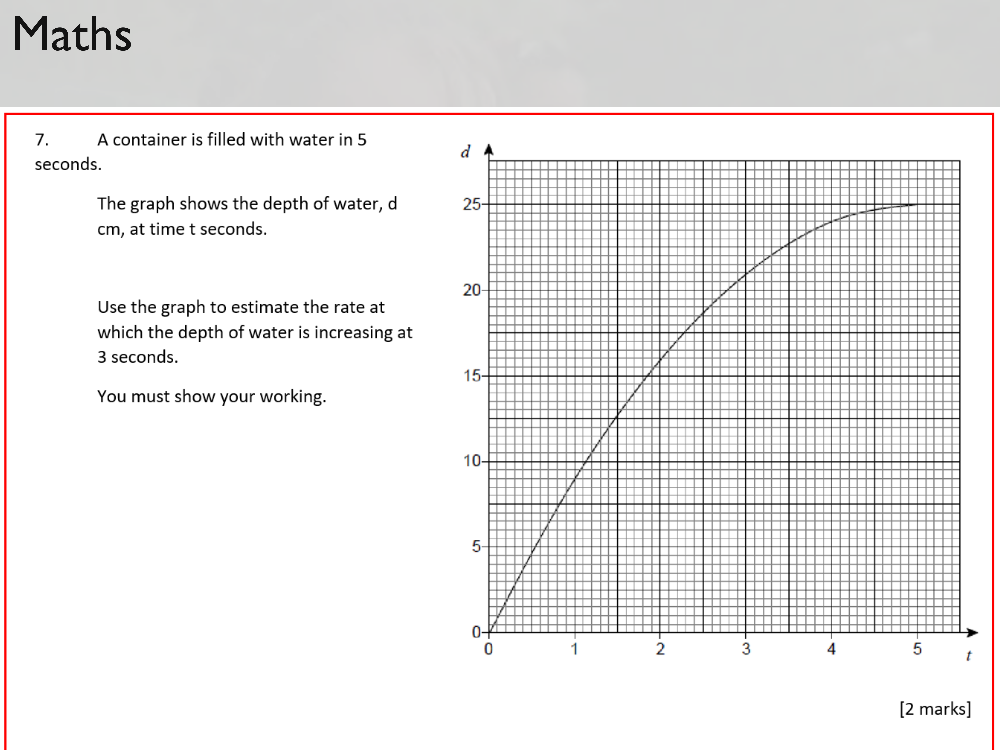 Maths
7. A container is filled with water in 5
seconds.
The graph shows the depth of water, d
cm, at time t seconds.
Use the graph to estimate the rate at
which the depth of water is increasing at
3 seconds.
You must show your working.
d
25
20
15
10
5
0
0 1 2 3 4 5
t
[2 marks]